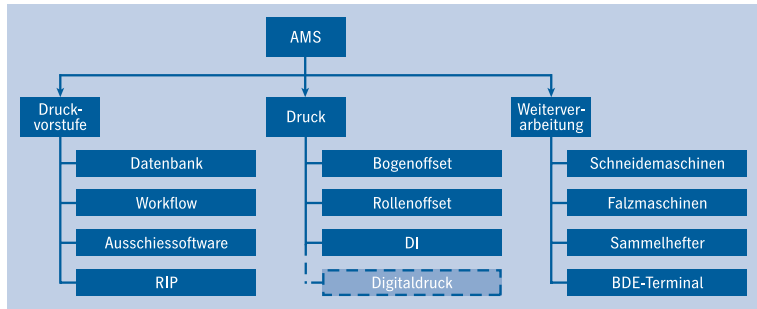 AMS
Druck-
vorstufe
Druck
Weiterver-
arbeitung
Datenbank
Bogenoffset
Schneidemaschinen
Workflow
Rollenoffset
Falzmaschinen
Ausschiessoftware
DI
Sammelhefter
RIP
Digitaldruck
BDE-Terminal